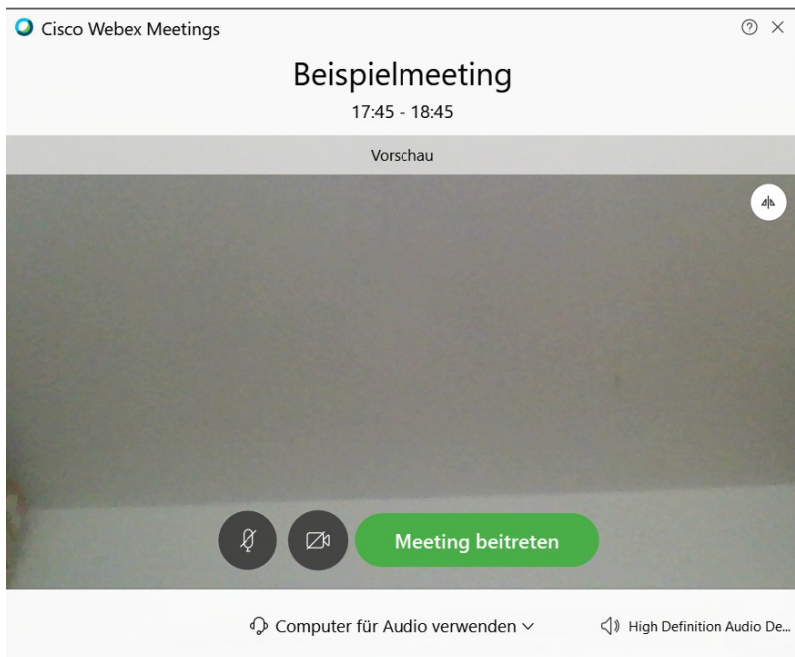 Cisco Webex Meetings
Beispielmeeting
17:45 - 18:45
Vorschau
Meeting beitreten
Computer für Audio verwenden
High Definition Audio De...